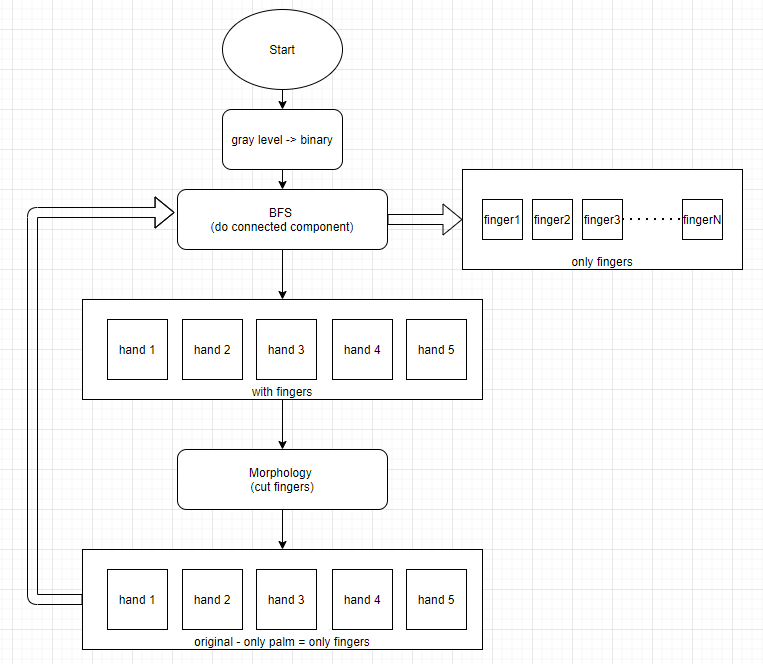 Start
gray level -> binary
BFS
(do connected component)
finger1 finger2 finger3 fingerN
only fingers
hand 1 hand 2 hand 3 hand 4 hand 5
with fingers
Morphology
(cut fingers)
hand 1 hand 2 hand 3 hand 4 hand 5
original - only palm = only fingers